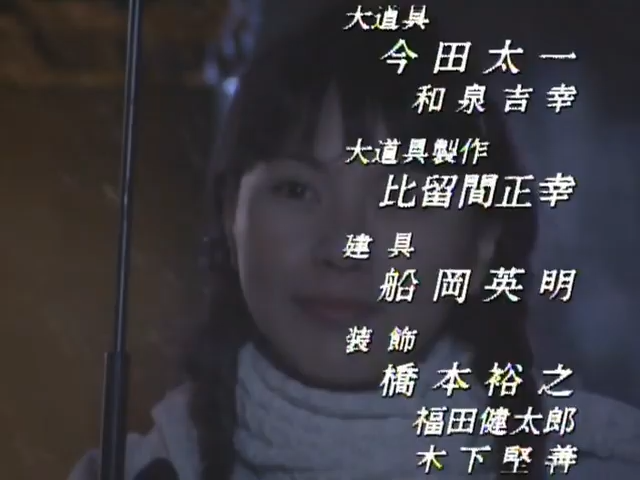 大道具
今田太一
和泉吉幸
大道具製作
比留間正幸
建具
船岡英明
装飾
橋本裕之
福田健太郎
木下堅善